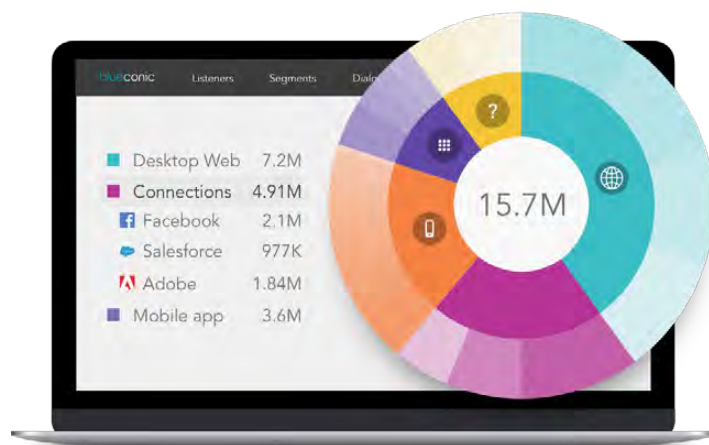 blueconic Listeners Segments
Desktop Web 7.2M
Connections 4.91M
Facebook 2.1M
Salesforce 977K
Adobe 1.84M
Mobile app 3.6M
?
15.7M